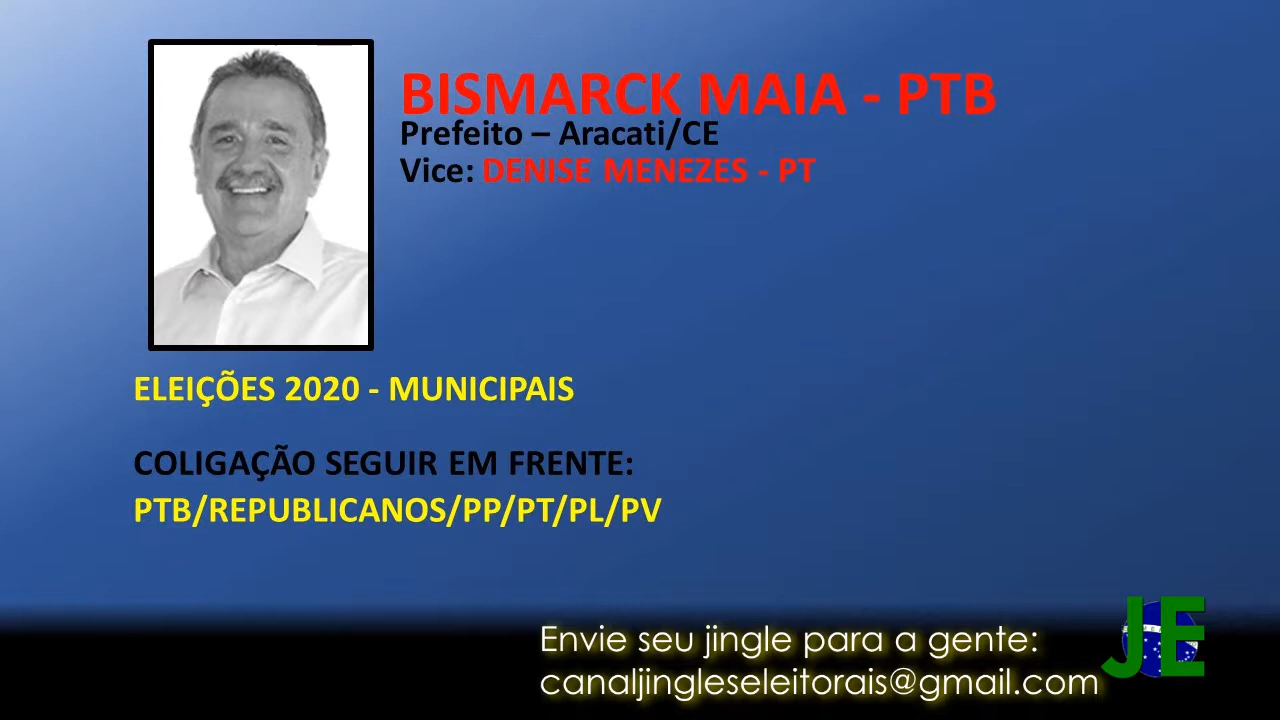 BISMARCK MAIA - PTB
Prefeito – Aracati/CE
Vice: DENISE MENEZES - PT
ELEIÇÕES 2020 - MUNICIPAIS
COLIGAÇÃO SEGUIR EM FRENTE:
PTB/REPUBLICANOS/PP/PT/PL/PV
Envie seu jingle para a gente:
canaljingleseleitorais@gmail.com
JE